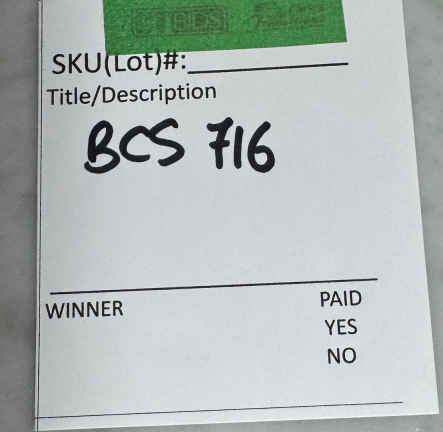 SKU(Lot)#:
Title/Description
BCS 716
WINNER PAID
YES
NO